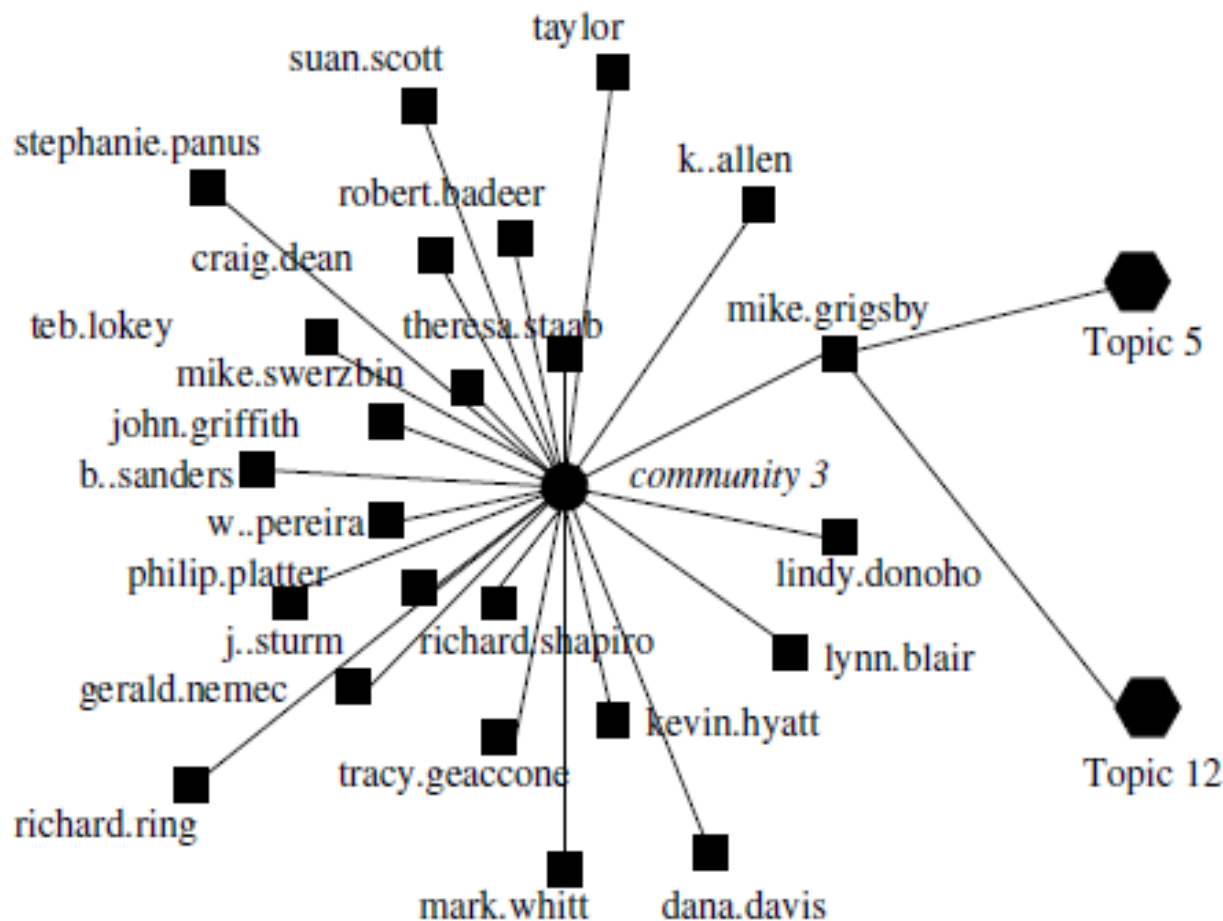 taylor
suan.scott
stephanie.panus
k..allen
robert.badeer
craig.dean
mike.grigsby
teb.lokey
theresa.staab
Topic 5
mike.swerzbin
john.griffith
b..sanders
community 3
w..pereira
philip.platter
lindy.donoho
j..sturm
richard.shapiro
lynn.blair
gerald.nemec
kevin.hyatt
tracy.geaccone
Topic 12
richard.ring
mark.whitt
dana.davis